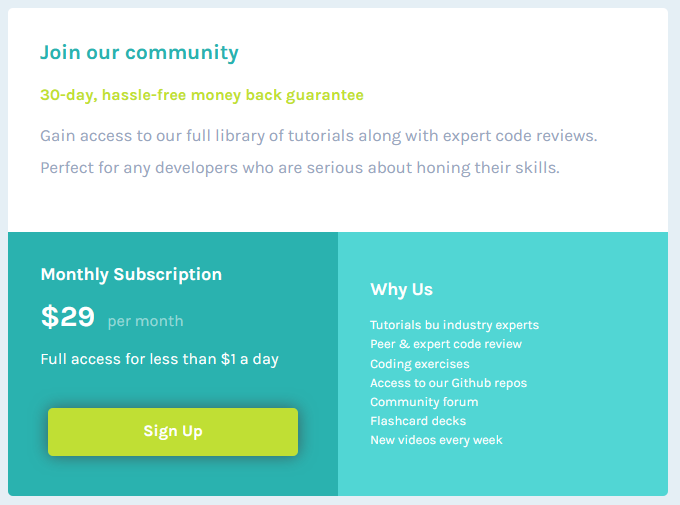 Join our community
30-day, hassle-free money back guarantee
Gain access to our full library of tutorials along with expert code reviews.
Perfect for any developers who are serious about honing their skills.
Monthly Subscription
$29 per month
Full access for less than $1 a day
Sign Up
Why Us
Tutorials bu industry experts
Peer & expert code review
Coding exercises
Access to our Github repos
Community forum
Flashcard decks
New videos every week